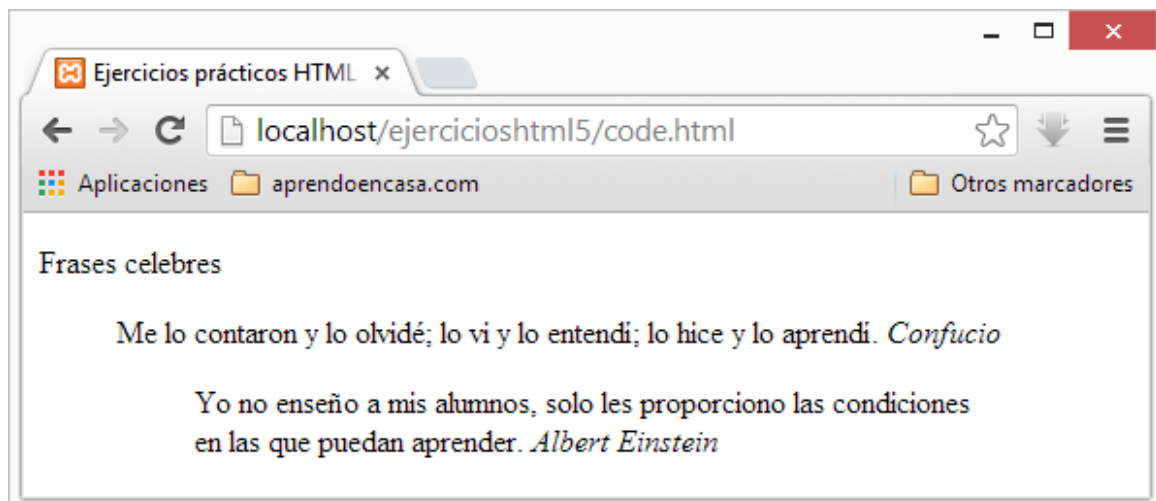 Ejercicios prácticos HTML
localhost/ejercicioshtml5/code.html
Aplicaciones aprendoencasa.com Otros marcadores
Frases celebres
Me lo contaron y lo olvidé; lo vi y lo entendí; lo hice y lo aprendí. Confucio
Yo no enseño a mis alumnos, solo les proporciono las condiciones
en las que puedan aprender. Albert Einstein